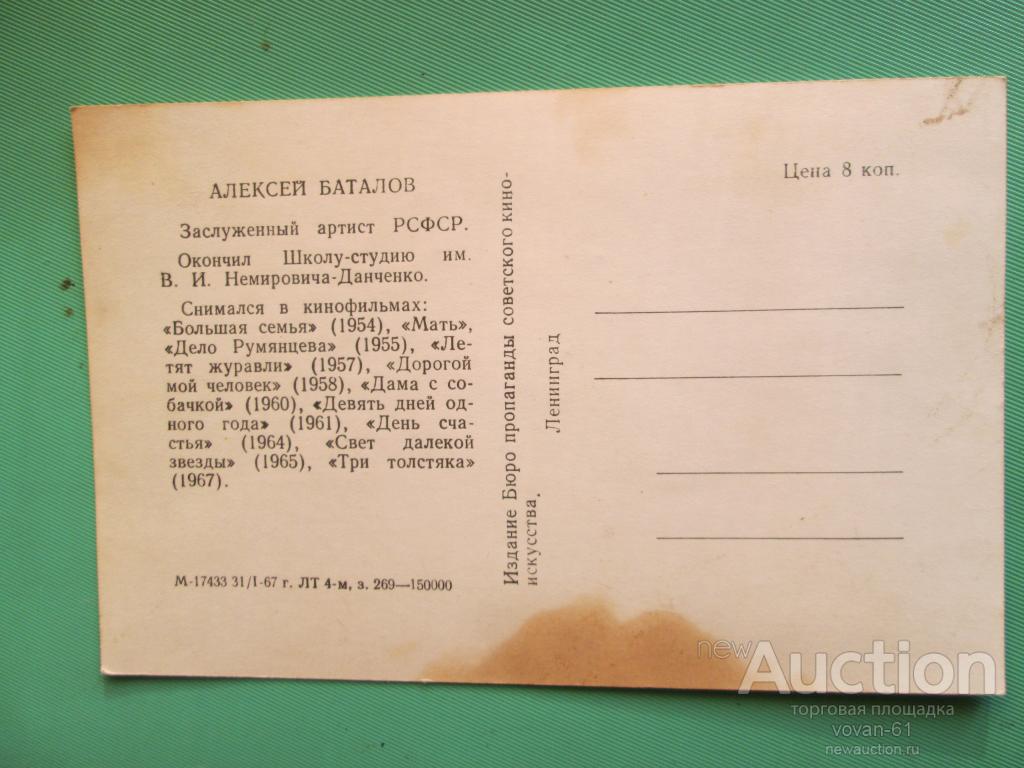 АЛЕКСЕЙ БАТАЛОВ
Заслуженный артист РСФСР.
Окончил Школу-студию им.
В. И. Немировича-Данченко.
Снимался в кинофильмах:
«Большая семья» (1954), «Мать»,
«Дело Румянцева» (1955), «Ле-
тят журавли» (1957), «Дорогой
мой человек» (1958), «Дама с со-
бачкой» (1960), «Девять дней од-
ного года» (1961), «День сча-
стья» (1964), «Свет далекой
звезды» (1965), «Три толстяка»
(1967).
М-17433 31/I-67 г. ЛТ 4-м, з. 269—150000
Издание Бюро пропаганды советского кино-
искусства.
Ленинград
Цена 8 коп.
newAuction
торговая площадка
vovan-61
newauction.ru